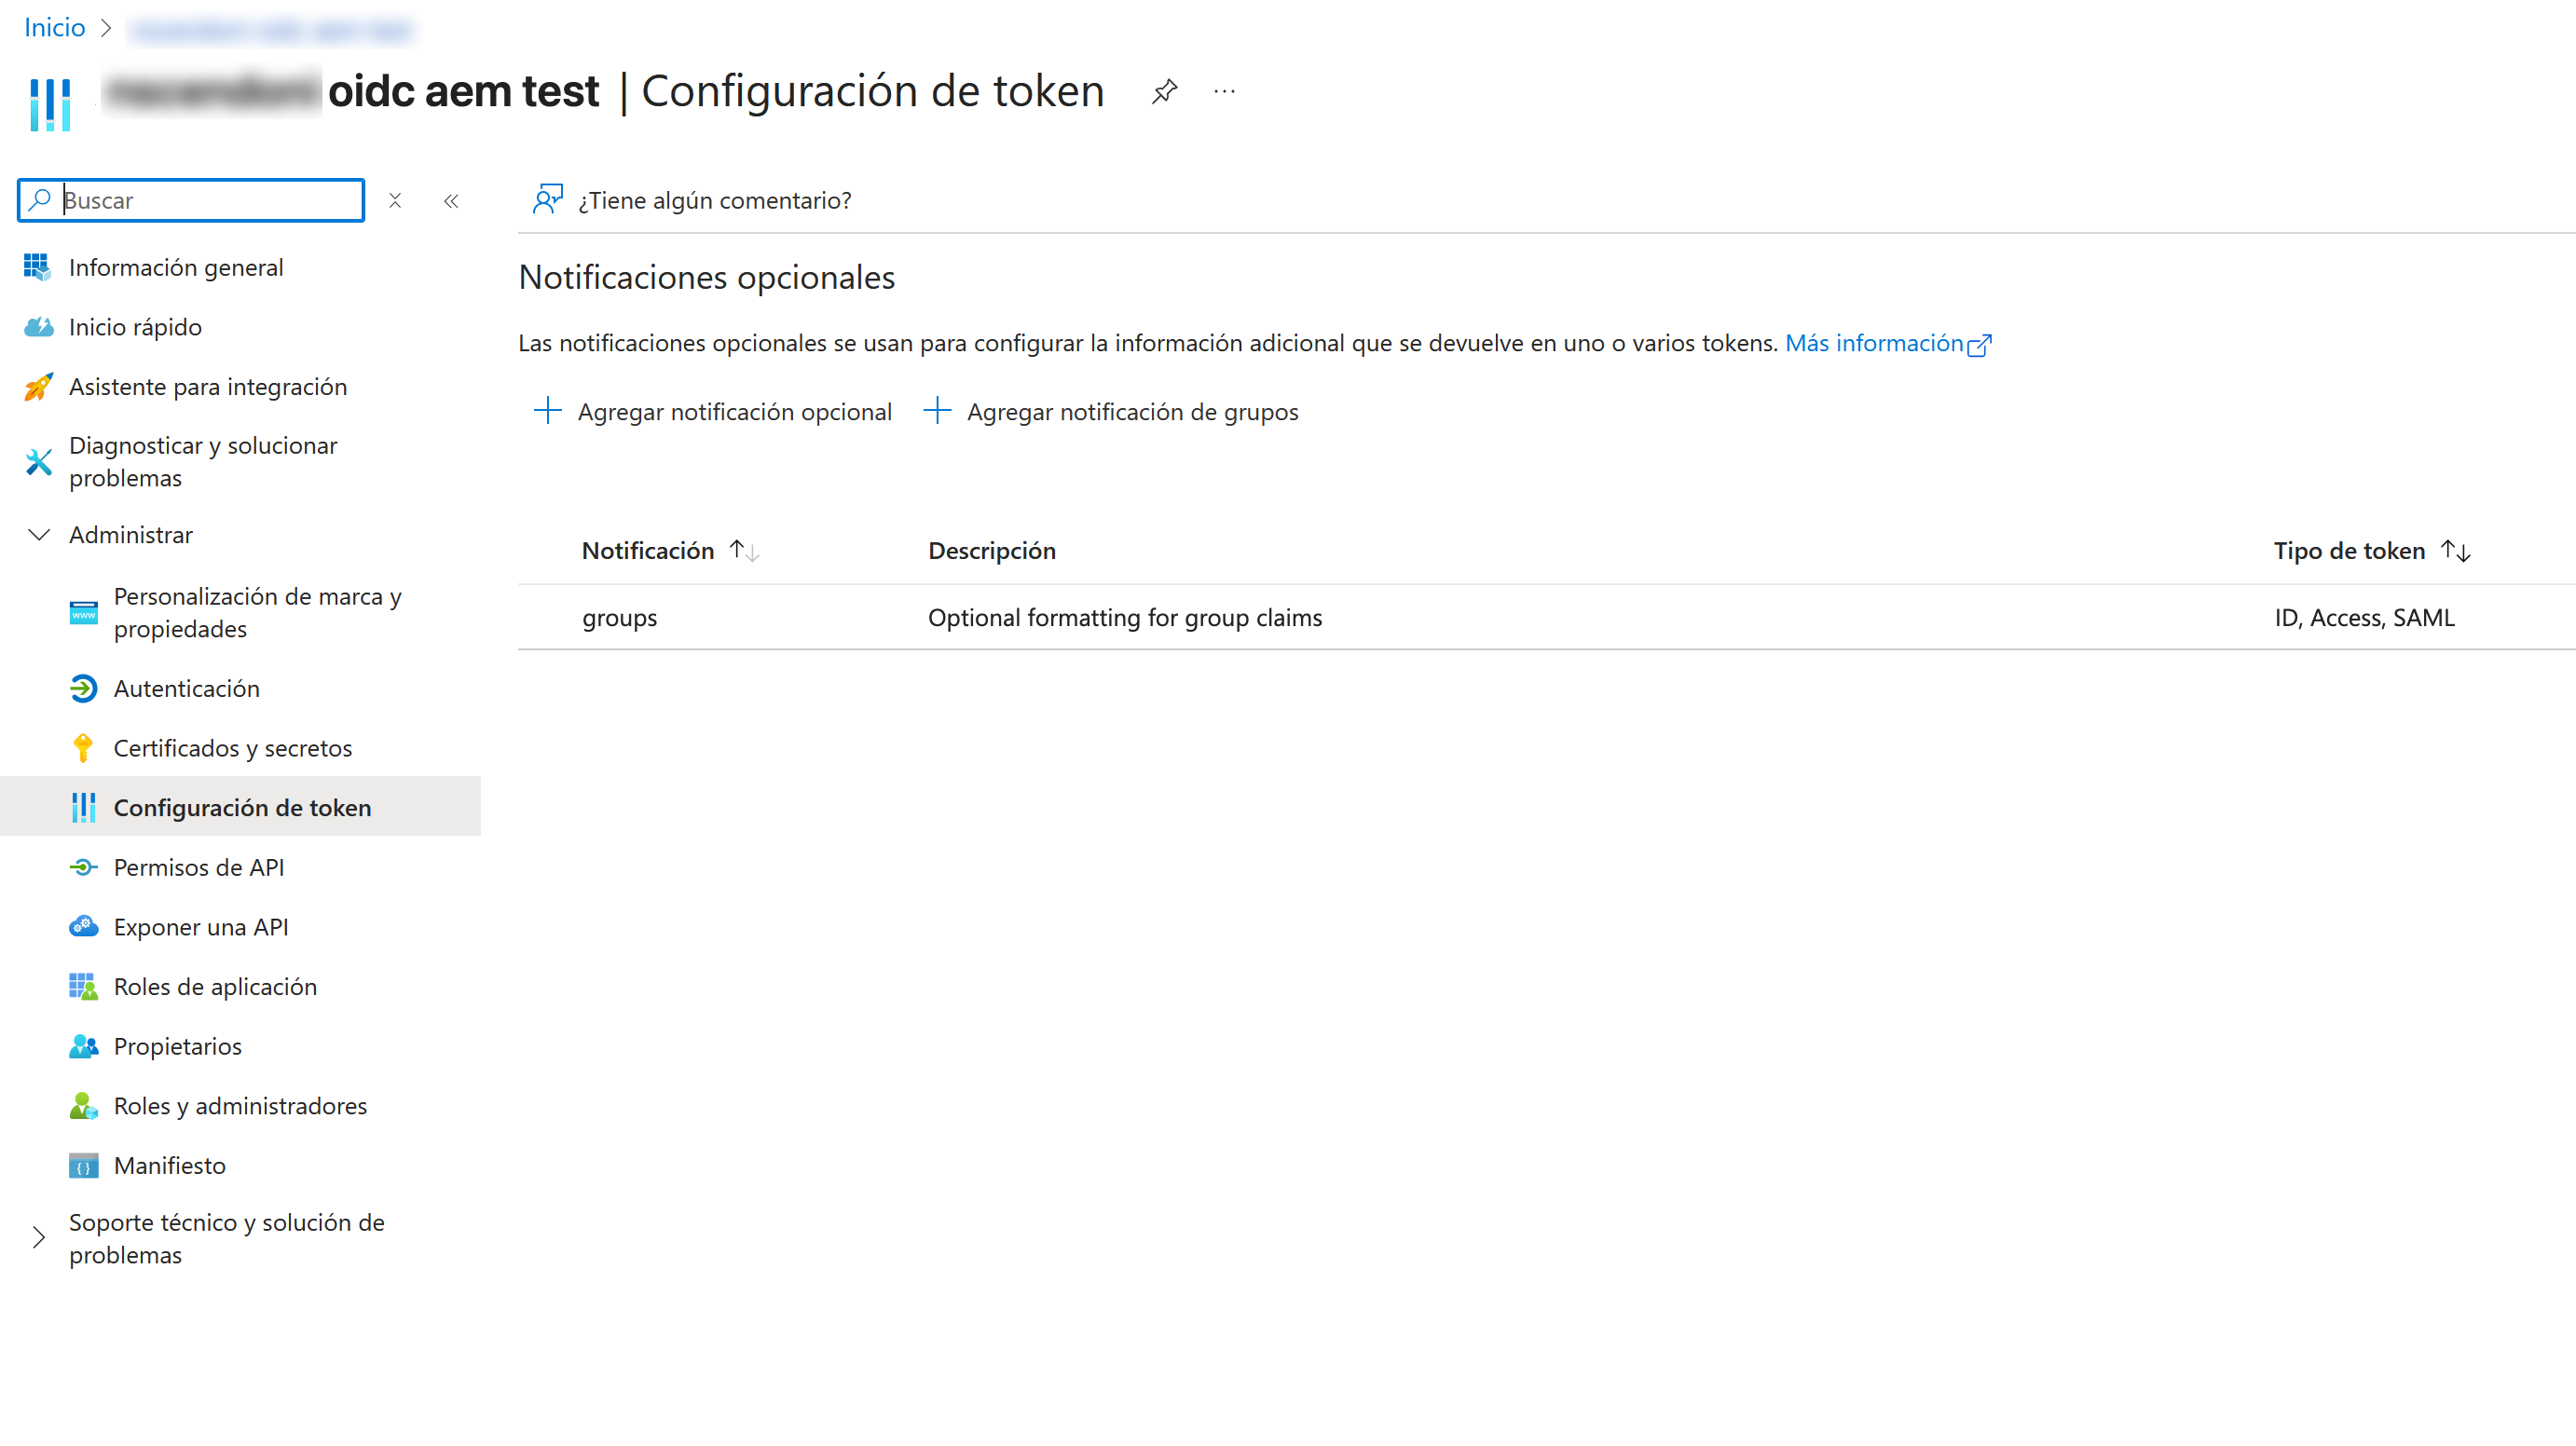 Inicio
oidc aem test | Configuración de token
Buscar
¿Tiene algún comentario?
Información general
Inicio rápido
Asistente para integración
Diagnosticar y solucionar
problemas
Administrar
Personalización de marca y
propiedades
Autenticación
Certificados y secretos
Configuración de token
Permisos de API
Exponer una API
Roles de aplicación
Propietarios
Roles y administradores
Manifiesto
Soporte técnico y solución de
problemas
Notificaciones opcionales
Las notificaciones opcionales se usan para configurar la información adicional que se devuelve en uno o varios tokens. Más información
Agregar notificación opcional Agregar notificación de grupos
Notificación Descripción Tipo de token
groups Optional formatting for group claims ID, Access, SAML